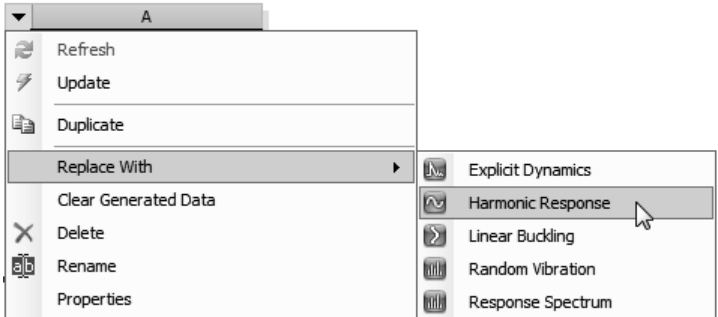 A
Refresh
Update
Duplicate
Replace With
Clear Generated Data
Delete
Rename
Properties
Explicit Dynamics
Harmonic Response
Linear Buckling
Random Vibration
Response Spectrum